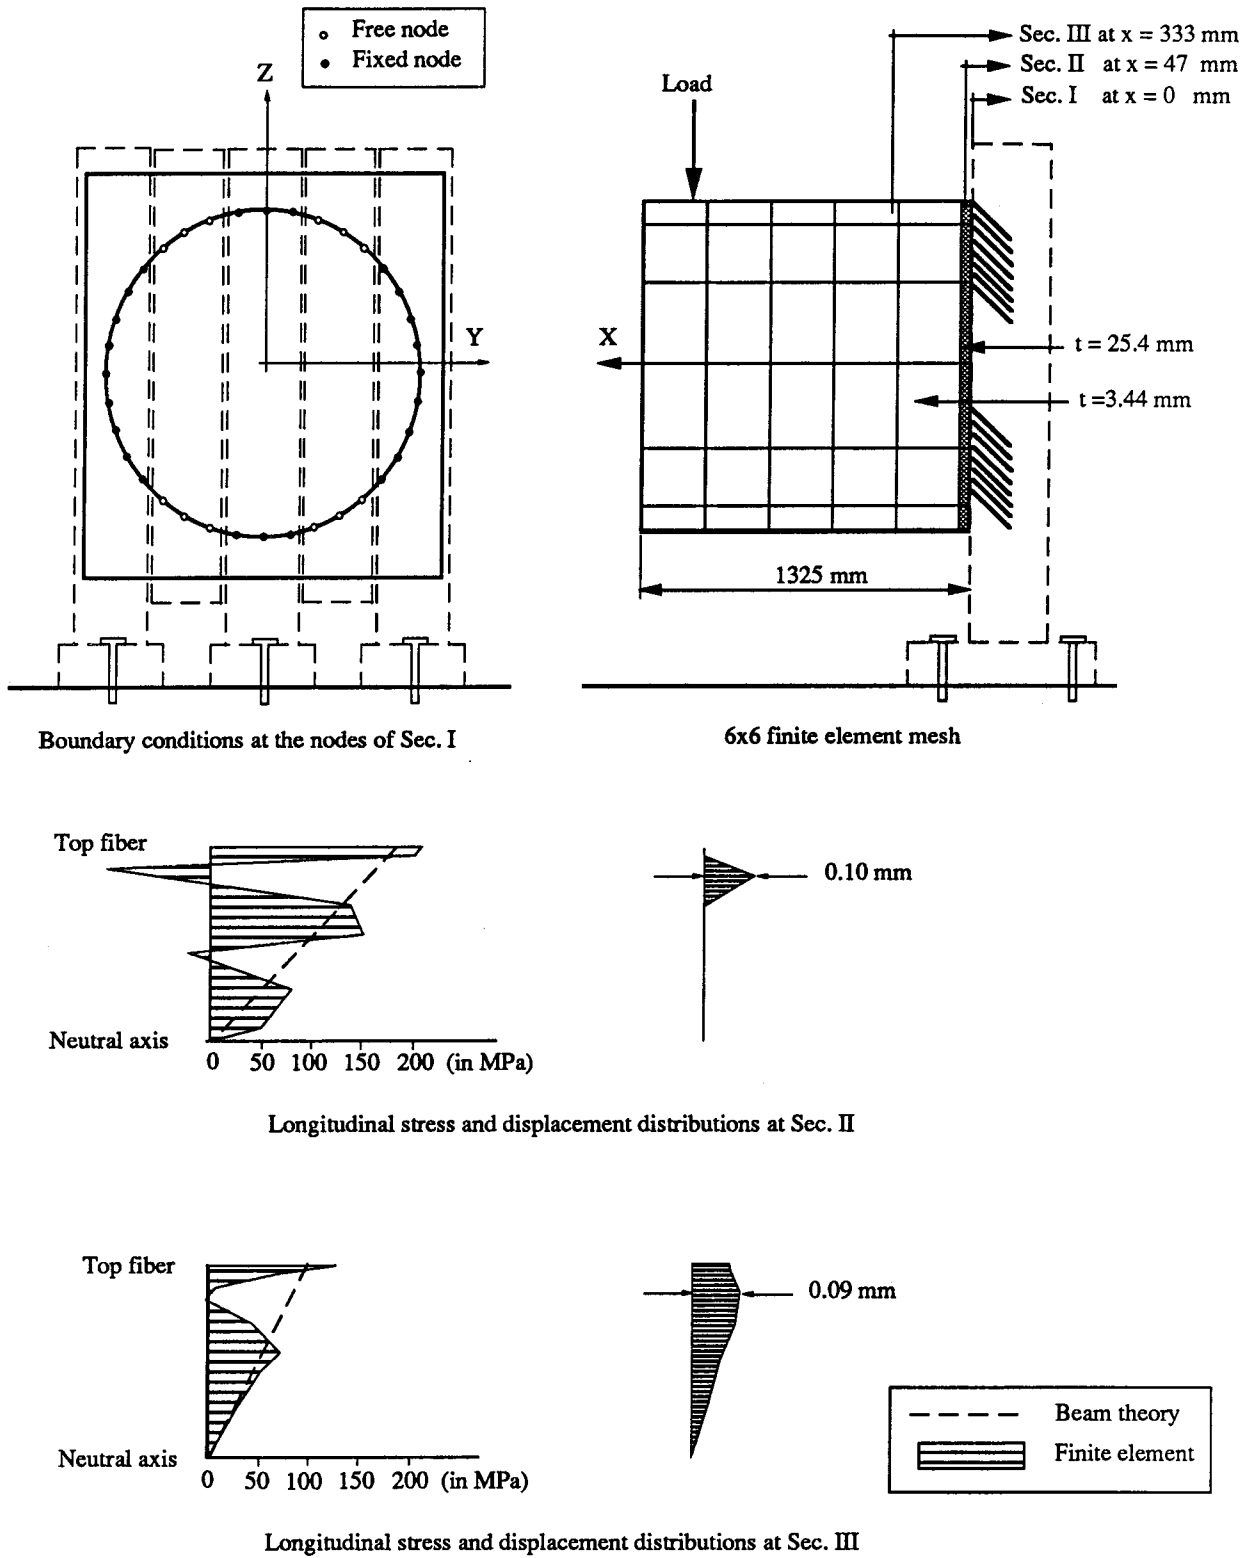 Free node
Fixed node
Z
Y
Boundary conditions at the nodes of Sec. I
Sec. III at x = 333 mm
Sec. II at x = 47 mm
Sec. I at x = 0 mm
Load
X
t = 25.4 mm
t =3.44 mm
1325 mm
6x6 finite element mesh
Top fiber
0.10 mm
Neutral axis
0 50 100 150 200 (in MPa)
Longitudinal stress and displacement distributions at Sec. II
Top fiber
0.09 mm
Neutral axis
0 50 100 150 200 (in MPa)
Beam theory
Finite element
Longitudinal stress and displacement distributions at Sec. III